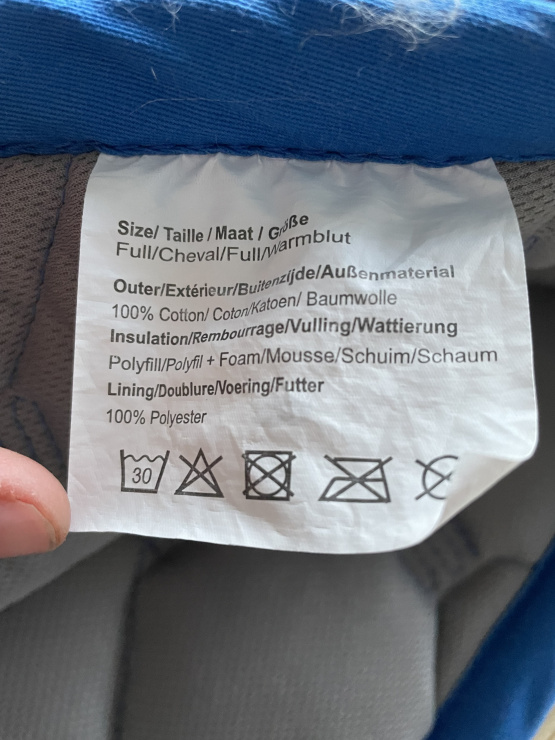 Size/ Taille / Maat / Größe
Full/Cheval/Full/Warmblut
Outer/Extérieur/Buitenzijde/Außenmaterial
100% Cotton/ Coton/Katoen/ Baumwolle
Insulation/Rembourrage/Vulling/Wattierung
Polyfill/Polyfil + Foam/Mousse/Schuim/Schaum
Lining/Doublure/Voering/Futter
100% Polyester
30